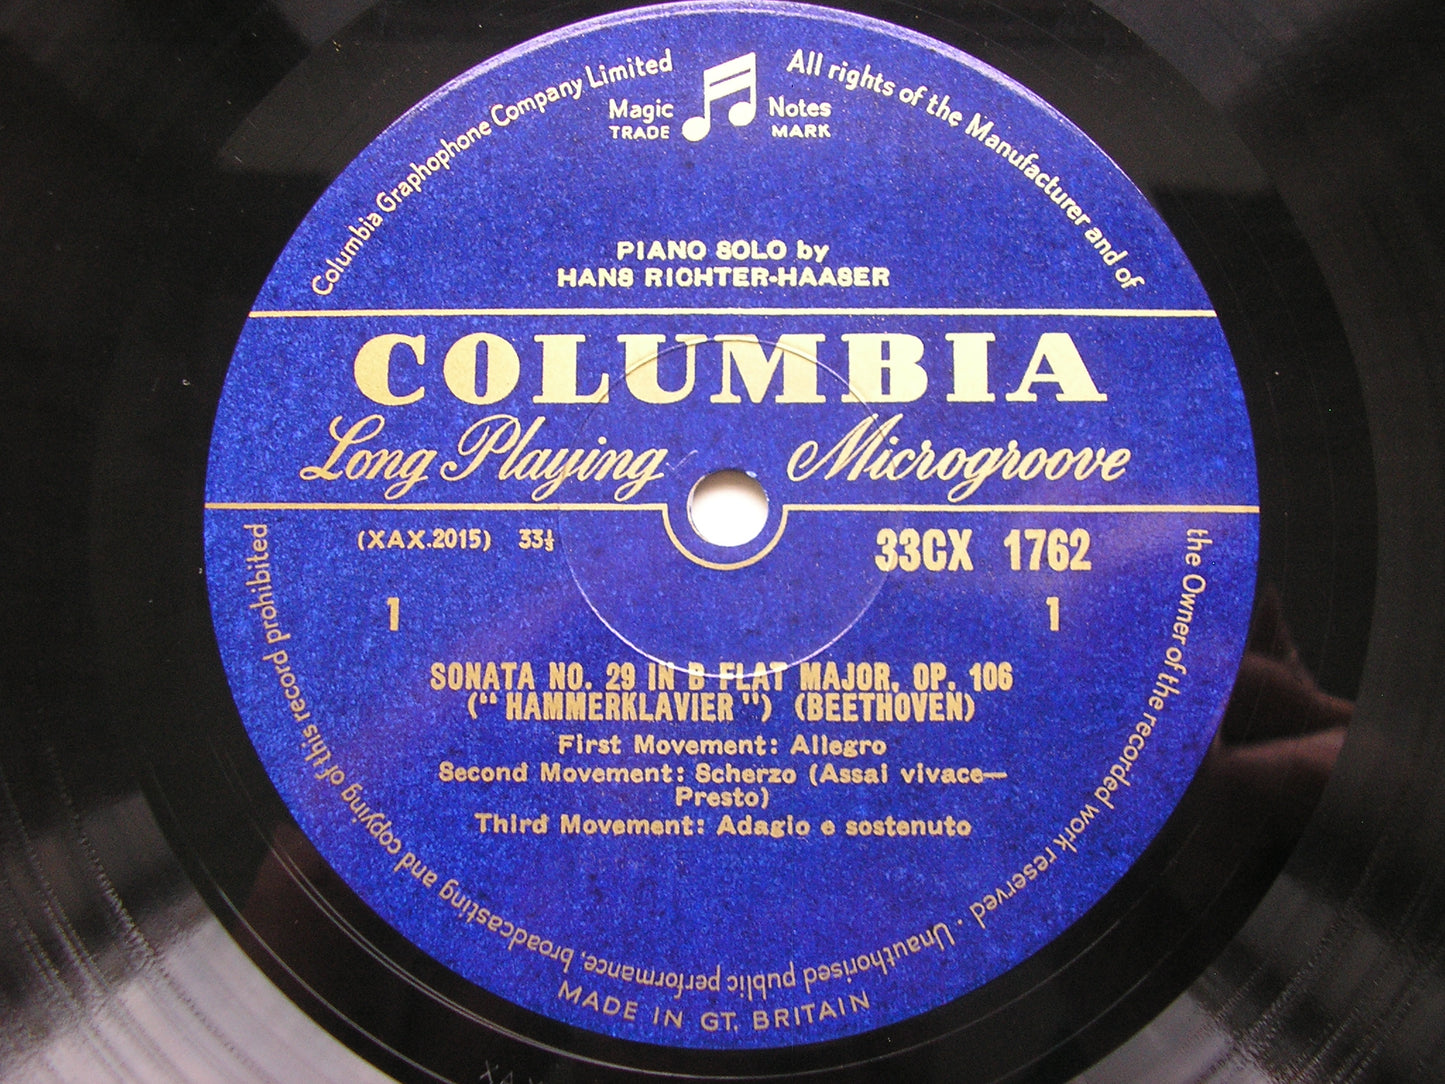 Columbia Graphophone Company Limited
Magic Notes
TRADE MARK
All rights of the Manufacturer and of
the Owner of the recorded work reserved · Unauthorised public performance, broadcasting and copying of this record prohibited
PIANO SOLO by
HANS RICHTER-HAASER
COLUMBIA
Long Playing Microgroove
(XAX.2015) 33⅓ 33CX 1762
1 1
SONATA NO. 29 IN B FLAT MAJOR, OP. 106
("HAMMERKLAVIER") (BEETHOVEN)
First Movement: Allegro
Second Movement: Scherzo (Assai vivace—
Presto)
Third Movement: Adagio e sostenuto
MADE IN GT. BRITAIN